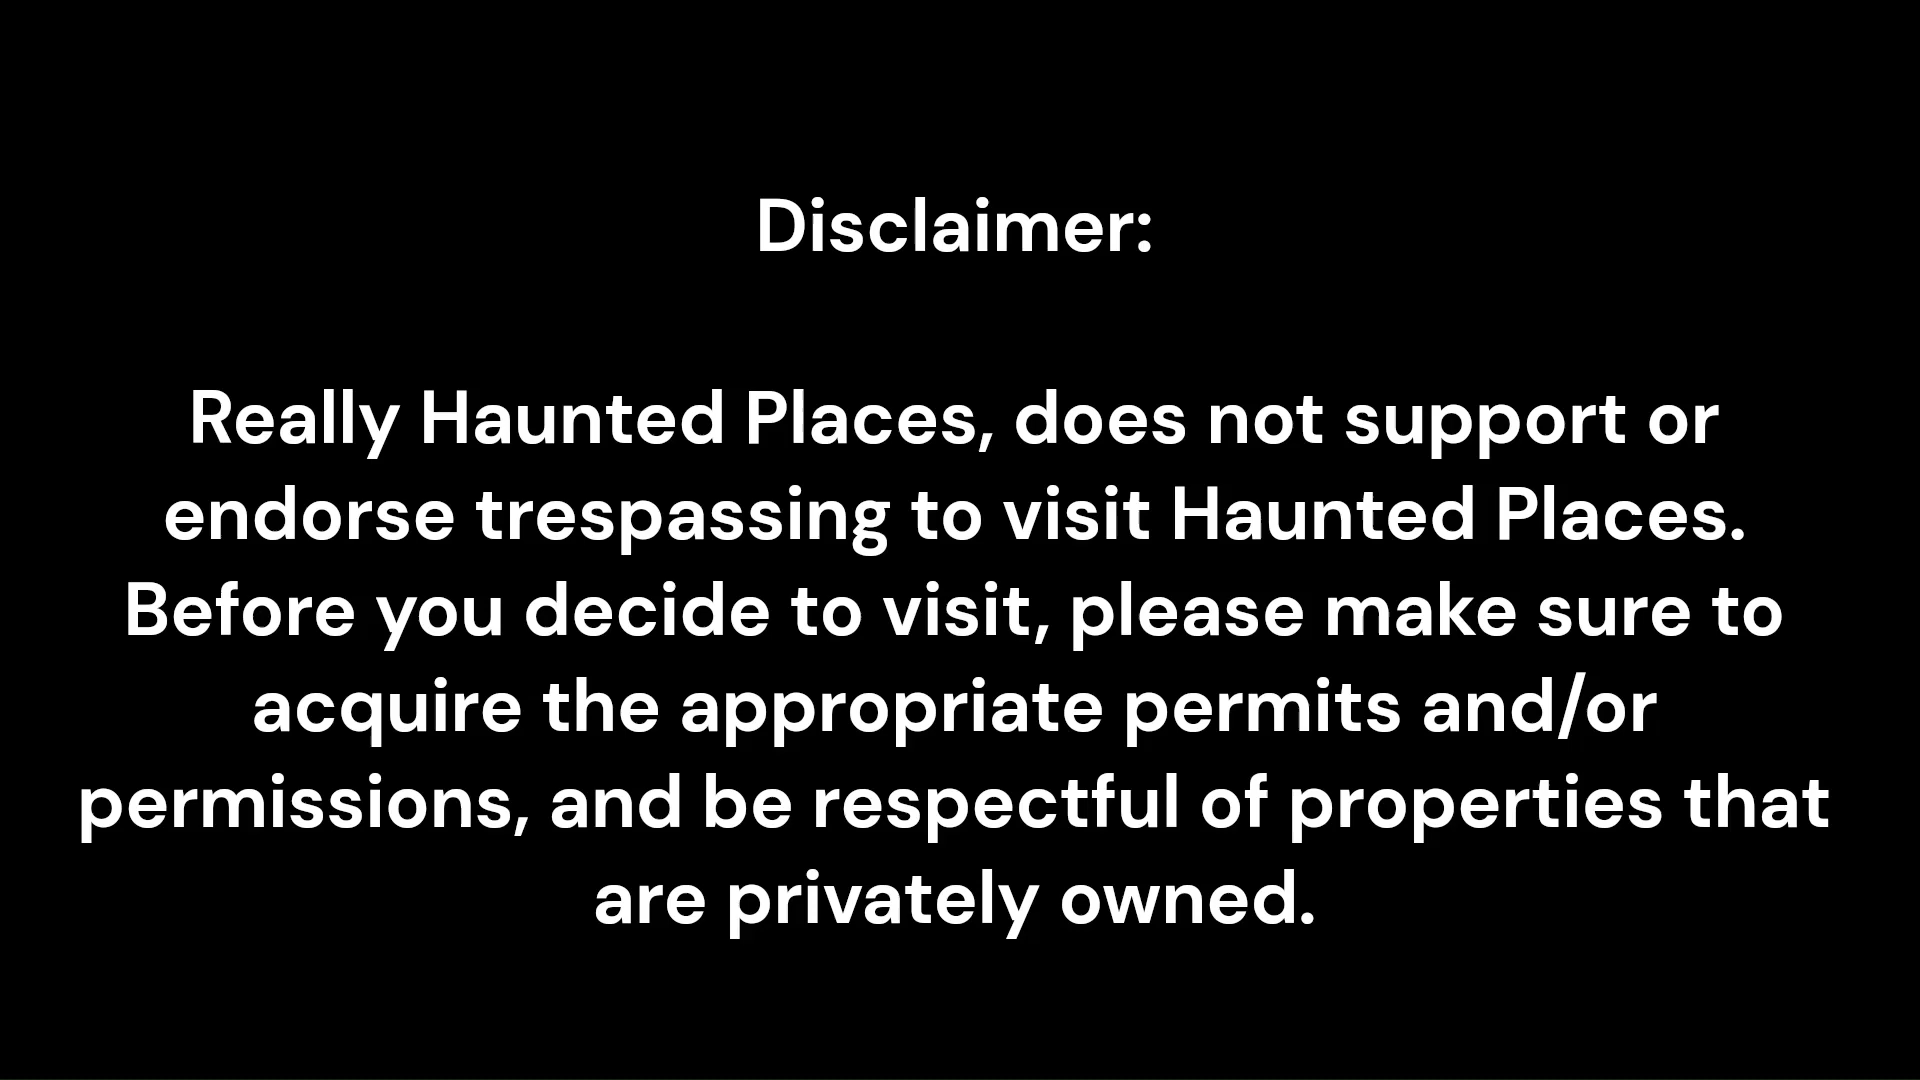 Disclaimer:
Really Haunted Places, does not support or
endorse trespassing to visit Haunted Places.
Before you decide to visit, please make sure to
acquire the appropriate permits and/or
permissions, and be respectful of properties that
are privately owned.